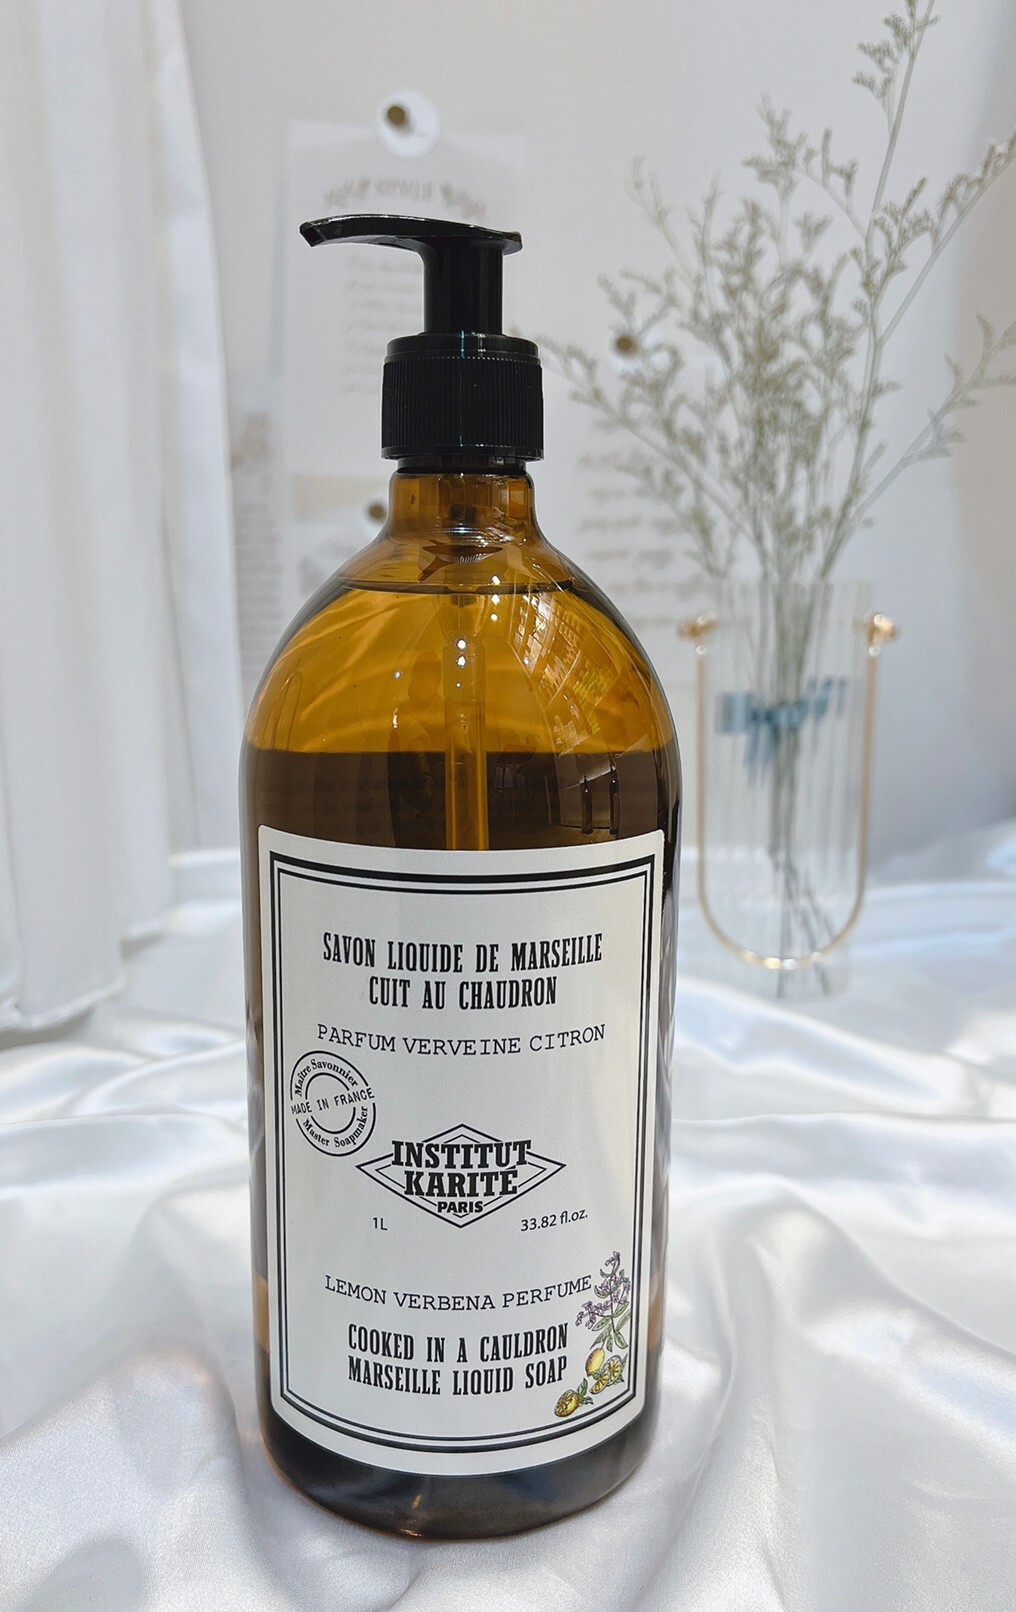 SAVON LIQUIDE DE MARSEILLE
CUIT AU CHAUDRON
PARFUM VERVEINE CITRON
Maître Savonnier
MADE IN FRANCE
Master Soapmaker
INSTITUT
KARITÉ
PARIS
1L
33.82 fl.oz.
LEMON VERBENA PERFUME
COOKED IN A CAULDRON
MARSEILLE LIQUID SOAP